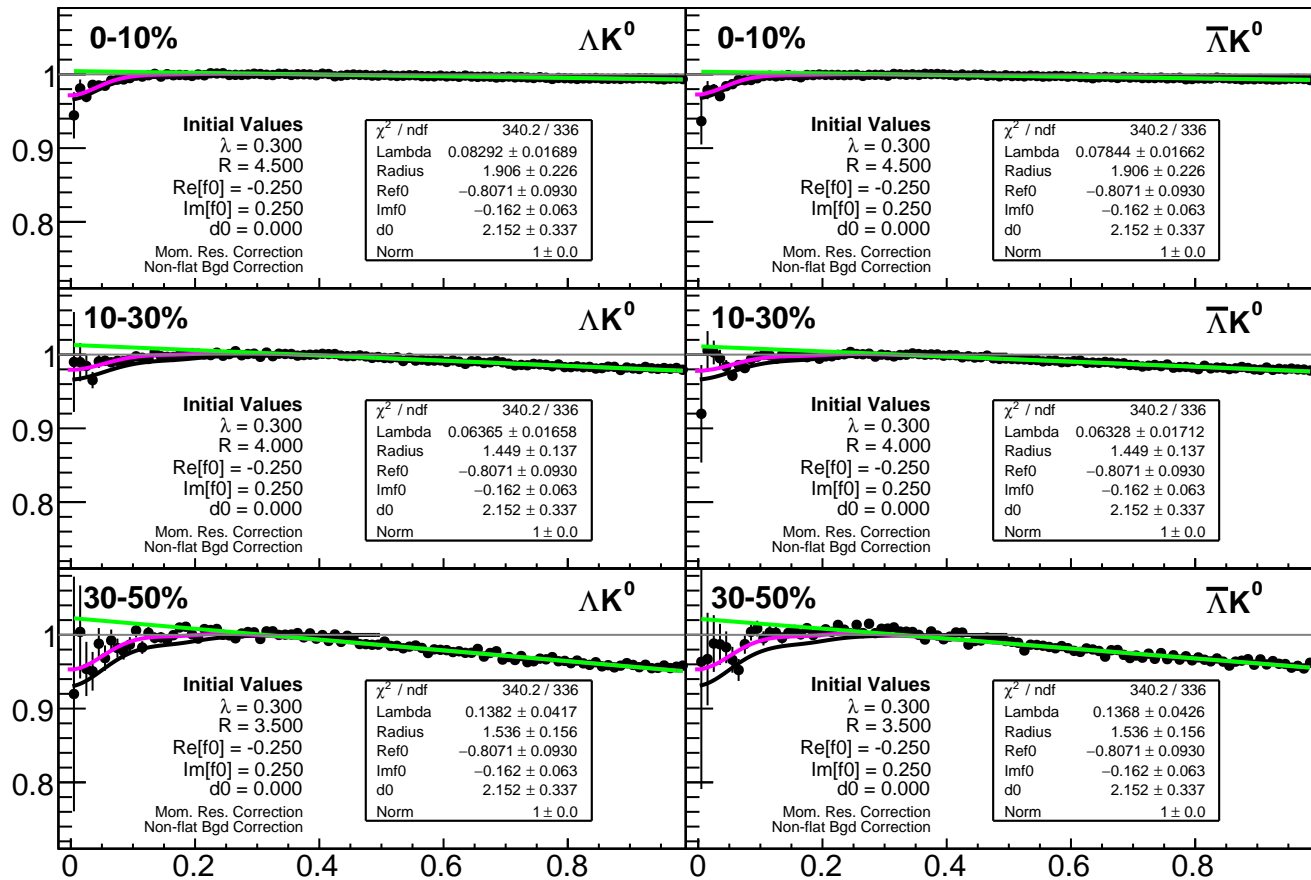 0-10% ΛK⁰
1
0.9
0.8
Initial Values
λ = 0.300
R = 4.500
Re[f0] = -0.250
Im[f0] = 0.250
d0 = 0.000
Mom. Res. Correction
Non-flat Bgd Correction
χ² / ndf 340.2 / 336
Lambda 0.08292 ± 0.01689
Radius 1.906 ± 0.226
Ref0 −0.8071 ± 0.0930
Imf0 −0.162 ± 0.063
d0 2.152 ± 0.337
Norm 1 ± 0.0
0-10% Λ̅K⁰
Initial Values
λ = 0.300
R = 4.500
Re[f0] = -0.250
Im[f0] = 0.250
d0 = 0.000
Mom. Res. Correction
Non-flat Bgd Correction
χ² / ndf 340.2 / 336
Lambda 0.07844 ± 0.01662
Radius 1.906 ± 0.226
Ref0 −0.8071 ± 0.0930
Imf0 −0.162 ± 0.063
d0 2.152 ± 0.337
Norm 1 ± 0.0
10-30% ΛK⁰
1
0.9
0.8
Initial Values
λ = 0.300
R = 4.000
Re[f0] = -0.250
Im[f0] = 0.250
d0 = 0.000
Mom. Res. Correction
Non-flat Bgd Correction
χ² / ndf 340.2 / 336
Lambda 0.06365 ± 0.01658
Radius 1.449 ± 0.137
Ref0 −0.8071 ± 0.0930
Imf0 −0.162 ± 0.063
d0 2.152 ± 0.337
Norm 1 ± 0.0
10-30% Λ̅K⁰
Initial Values
λ = 0.300
R = 4.000
Re[f0] = -0.250
Im[f0] = 0.250
d0 = 0.000
Mom. Res. Correction
Non-flat Bgd Correction
χ² / ndf 340.2 / 336
Lambda 0.06328 ± 0.01712
Radius 1.449 ± 0.137
Ref0 −0.8071 ± 0.0930
Imf0 −0.162 ± 0.063
d0 2.152 ± 0.337
Norm 1 ± 0.0
30-50% ΛK⁰
1
0.9
0.8
Initial Values
λ = 0.300
R = 3.500
Re[f0] = -0.250
Im[f0] = 0.250
d0 = 0.000
Mom. Res. Correction
Non-flat Bgd Correction
χ² / ndf 340.2 / 336
Lambda 0.1382 ± 0.0417
Radius 1.536 ± 0.156
Ref0 −0.8071 ± 0.0930
Imf0 −0.162 ± 0.063
d0 2.152 ± 0.337
Norm 1 ± 0.0
0 0.2 0.4 0.6 0.8
30-50% Λ̅K⁰
Initial Values
λ = 0.300
R = 3.500
Re[f0] = -0.250
Im[f0] = 0.250
d0 = 0.000
Mom. Res. Correction
Non-flat Bgd Correction
χ² / ndf 340.2 / 336
Lambda 0.1368 ± 0.0426
Radius 1.536 ± 0.156
Ref0 −0.8071 ± 0.0930
Imf0 −0.162 ± 0.063
d0 2.152 ± 0.337
Norm 1 ± 0.0
0 0.2 0.4 0.6 0.8